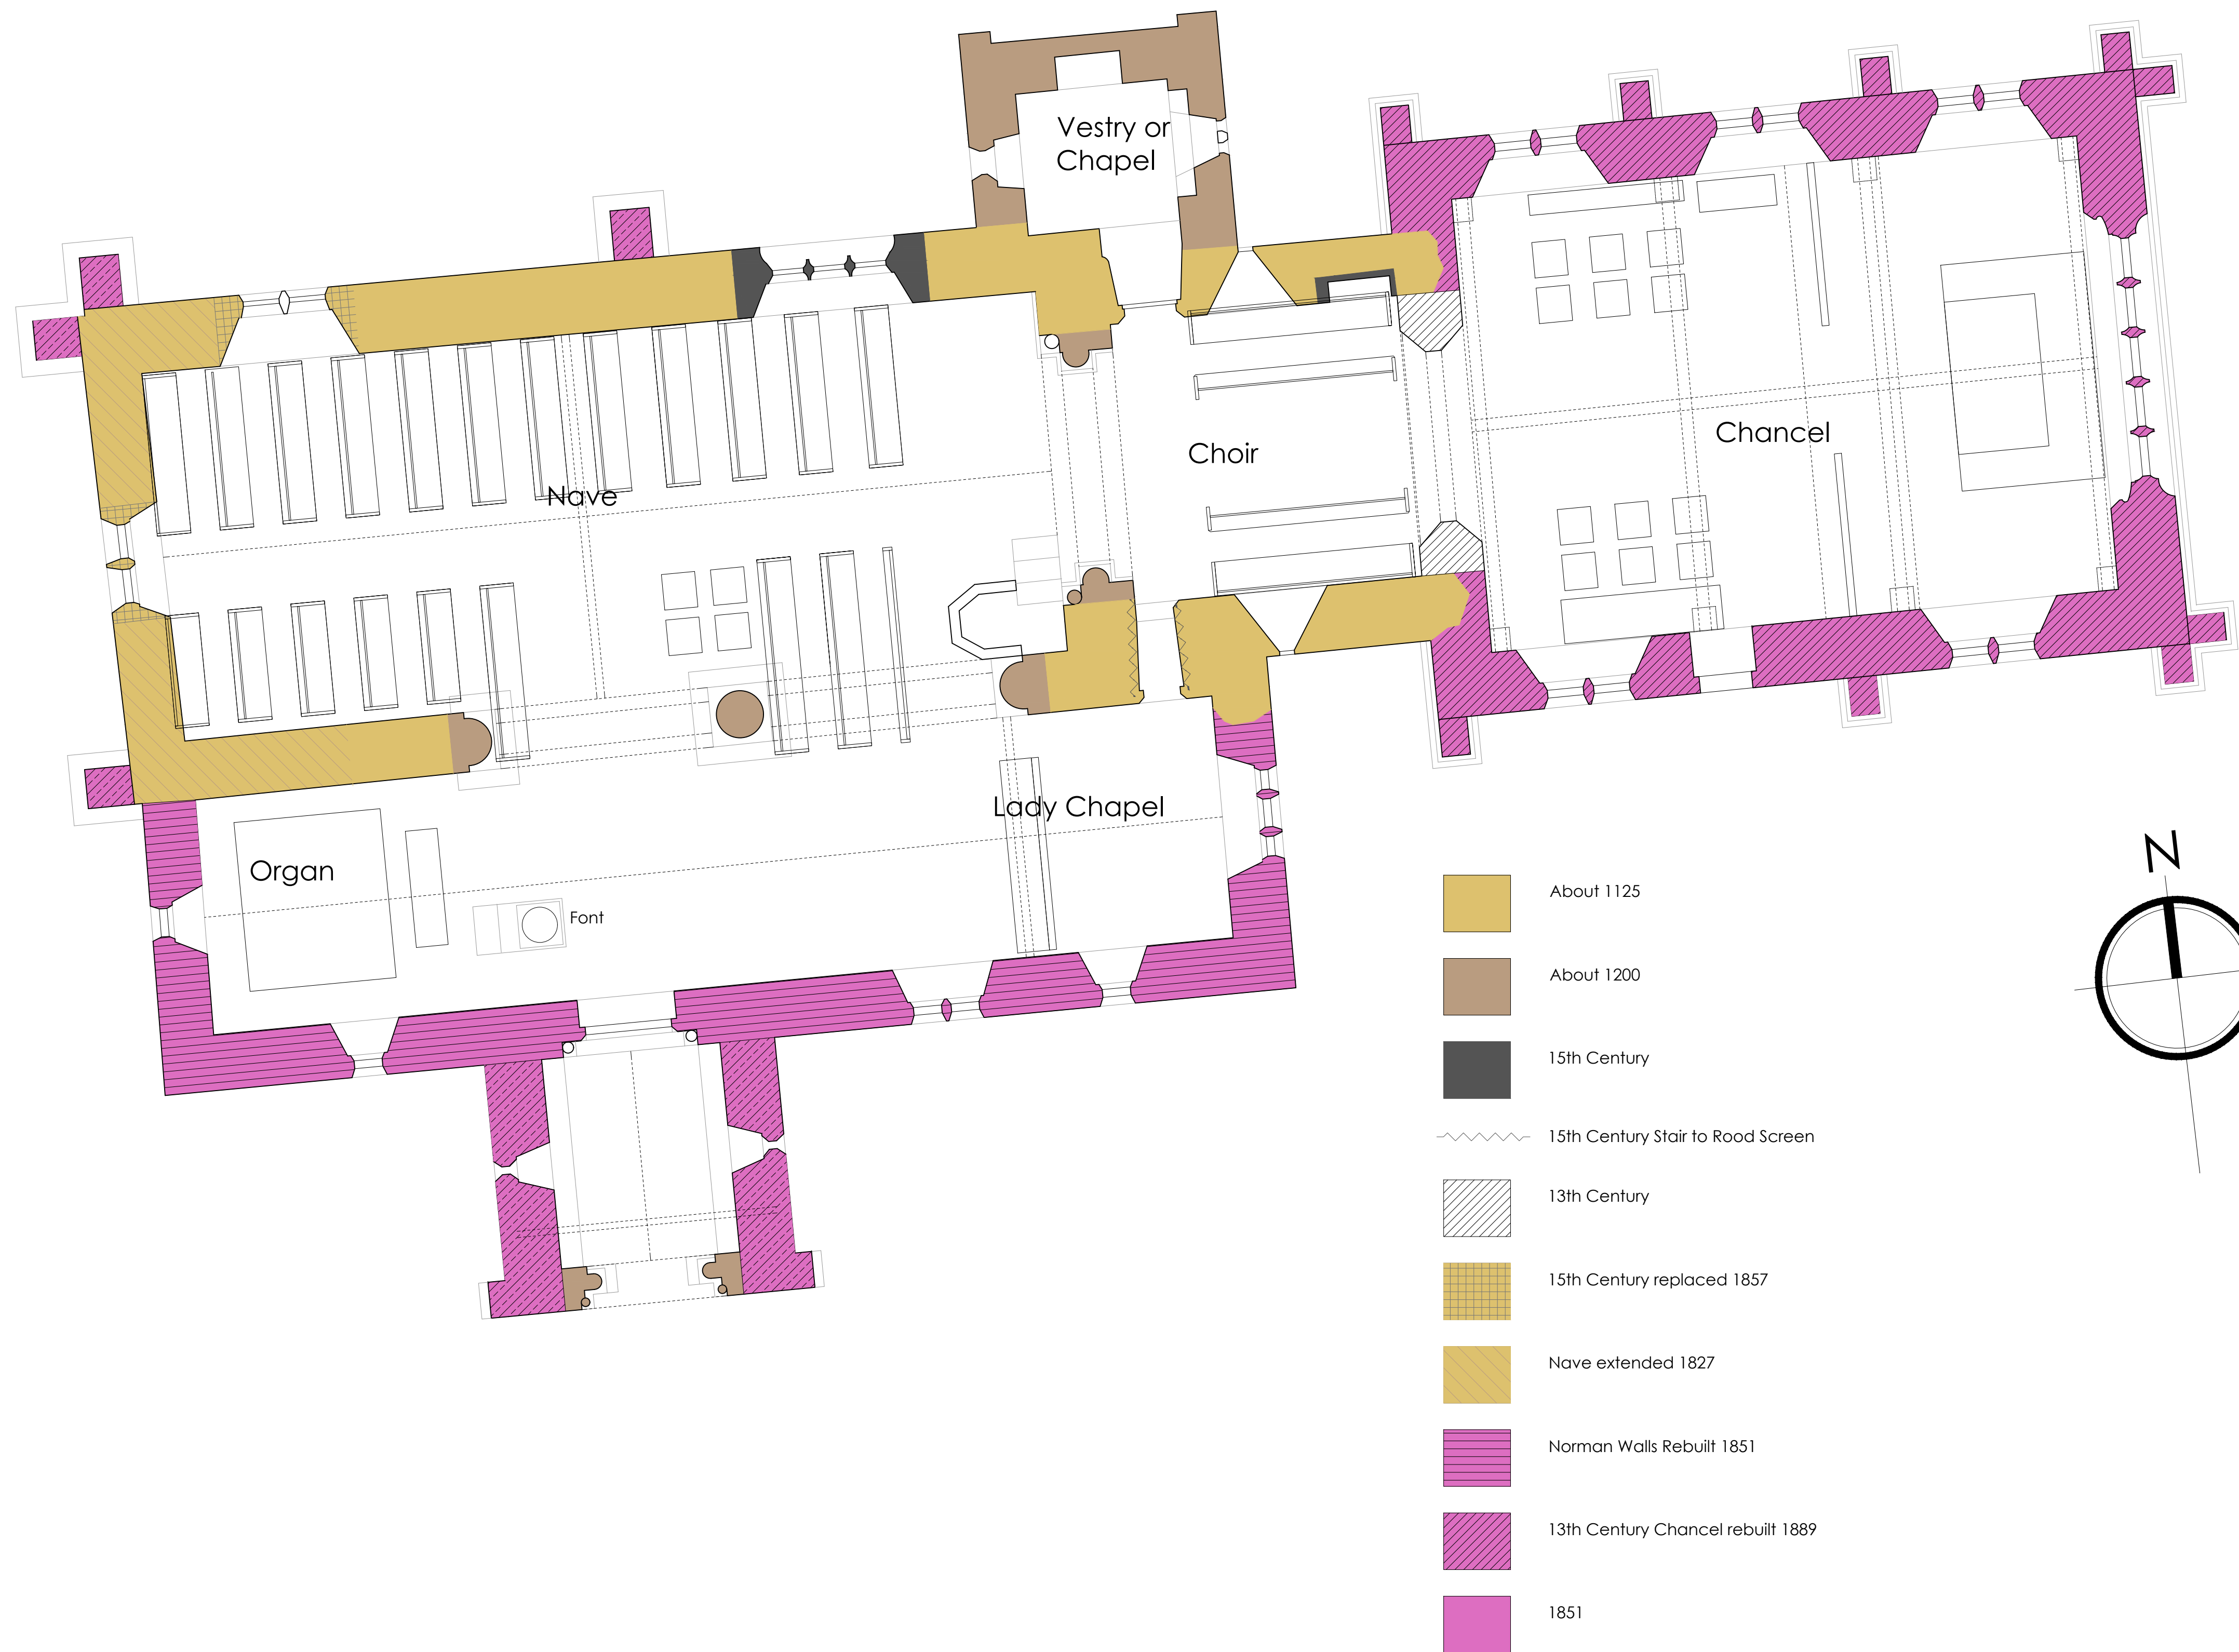 Vestry or
Chapel
Nave
Choir
Chancel
Lady Chapel
Organ
Font
N
About 1125
About 1200
15th Century
15th Century Stair to Rood Screen
13th Century
15th Century replaced 1857
Nave extended 1827
Norman Walls Rebuilt 1851
13th Century Chancel rebuilt 1889
1851